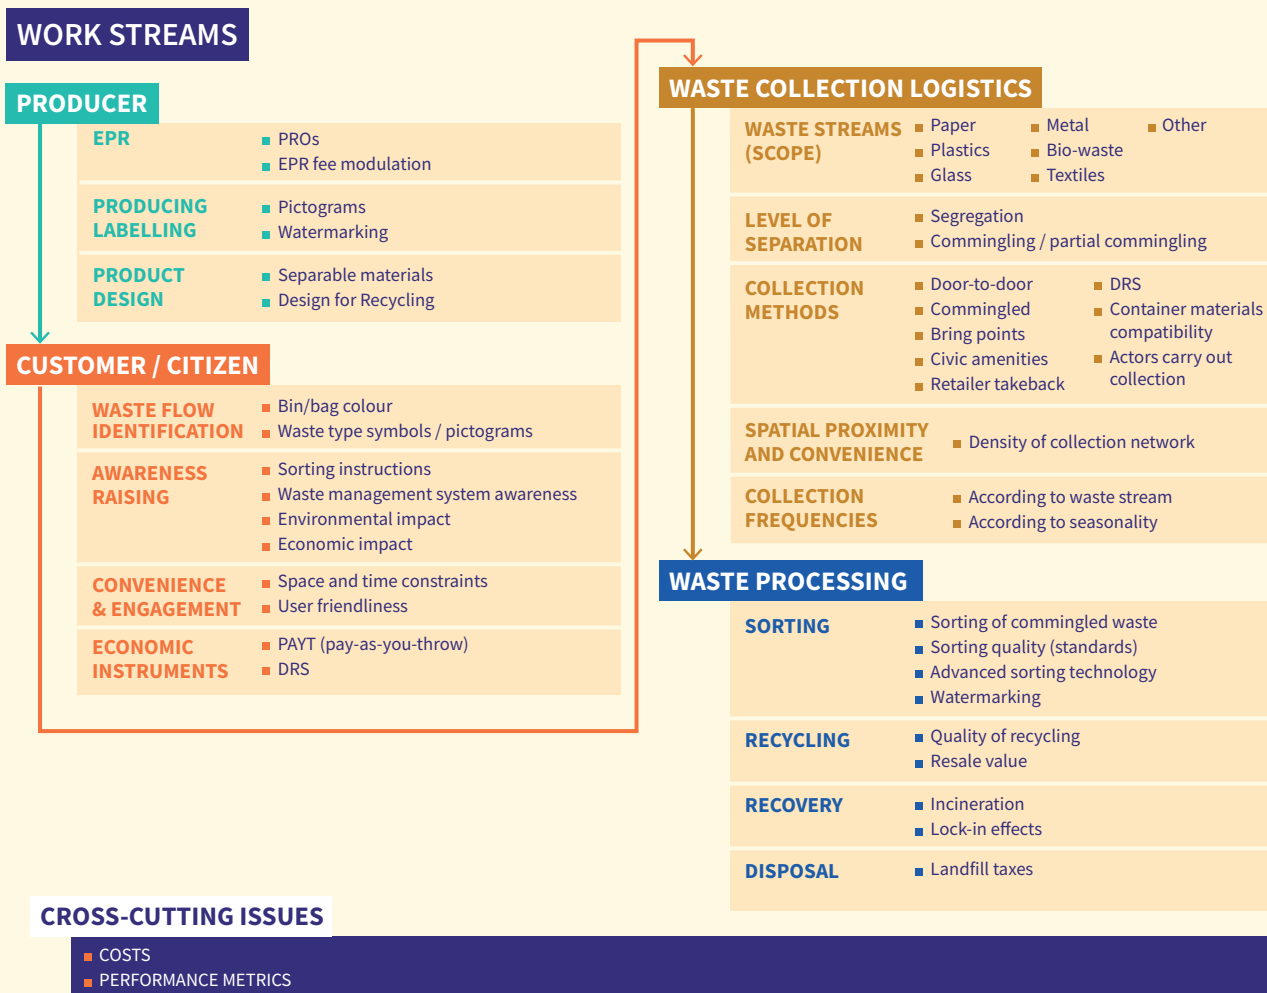 WORK STREAMS
PRODUCER
EPR
PROs
EPR fee modulation
PRODUCING
LABELLING
Pictograms
Watermarking
PRODUCT
DESIGN
Separable materials
Design for Recycling
CUSTOMER / CITIZEN
WASTE FLOW
IDENTIFICATION
Bin/bag colour
Waste type symbols / pictograms
AWARENESS
RAISING
Sorting instructions
Waste management system awareness
Environmental impact
Economic impact
CONVENIENCE
& ENGAGEMENT
Space and time constraints
User friendliness
ECONOMIC
INSTRUMENTS
PAYT (pay-as-you-throw)
DRS
WASTE COLLECTION LOGISTICS
WASTE STREAMS
(SCOPE)
Paper
Plastics
Glass
Metal
Bio-waste
Textiles
Other
LEVEL OF
SEPARATION
Segregation
Commingling / partial commingling
COLLECTION
METHODS
Door-to-door
Commingled
Bring points
Civic amenities
Retailer takeback
DRS
Container materials
compatibility
Actors carry out
collection
SPATIAL PROXIMITY
AND CONVENIENCE
Density of collection network
COLLECTION
FREQUENCIES
According to waste stream
According to seasonality
WASTE PROCESSING
SORTING
Sorting of commingled waste
Sorting quality (standards)
Advanced sorting technology
Watermarking
RECYCLING
Quality of recycling
Resale value
RECOVERY
Incineration
Lock-in effects
DISPOSAL
Landfill taxes
CROSS-CUTTING ISSUES
COSTS
PERFORMANCE METRICS